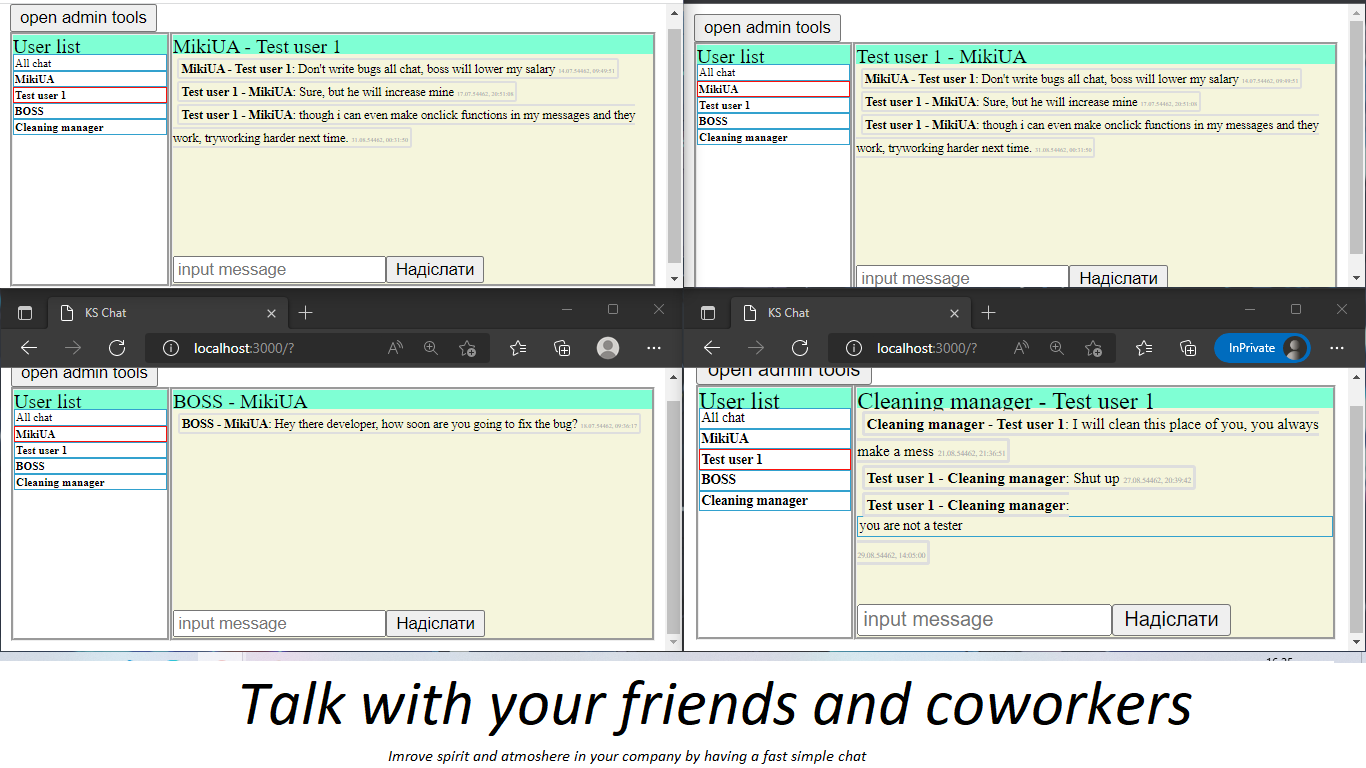 open admin tools
User list
All chat
MikiUA
Test user 1
BOSS
Cleaning manager
MikiUA - Test user 1
MikiUA - Test user 1: Don't write bugs all chat, boss will lower my salary 14.07.54462, 09:49:51
Test user 1 - MikiUA: Sure, but he will increase mine 17.07.54462, 20:51:08
Test user 1 - MikiUA: though i can even make onclick functions in my messages and they
work, tryworking harder next time. 31.08.54462, 00:31:50
input message Надіслати
open admin tools
User list
All chat
MikiUA
Test user 1
BOSS
Cleaning manager
Test user 1 - MikiUA
MikiUA - Test user 1: Don't write bugs all chat, boss will lower my salary 14.07.54462, 09:49:51
Test user 1 - MikiUA: Sure, but he will increase mine 17.07.54462, 20:51:08
Test user 1 - MikiUA: though i can even make onclick functions in my messages and they
work, tryworking harder next time. 31.08.54462, 00:31:50
input message Надіслати
KS Chat
localhost:3000/?
open admin tools
User list
All chat
MikiUA
Test user 1
BOSS
Cleaning manager
BOSS - MikiUA
BOSS - MikiUA: Hey there developer, how soon are you going to fix the bug?
input message Надіслати
KS Chat
localhost:3000/? InPrivate
open admin tools
User list
All chat
MikiUA
Test user 1
BOSS
Cleaning manager
Cleaning manager - Test user 1
Cleaning manager - Test user 1: I will clean this place of you, you always
make a mess 21.08.54462, 21:36:51
Test user 1 - Cleaning manager: Shut up 27.08.54462, 20:39:42
Test user 1 - Cleaning manager:
you are not a tester
29.08.54462, 14:05:00
input message Надіслати
Talk with your friends and coworkers
Imrove spirit and atmoshere in your company by having a fast simple chat